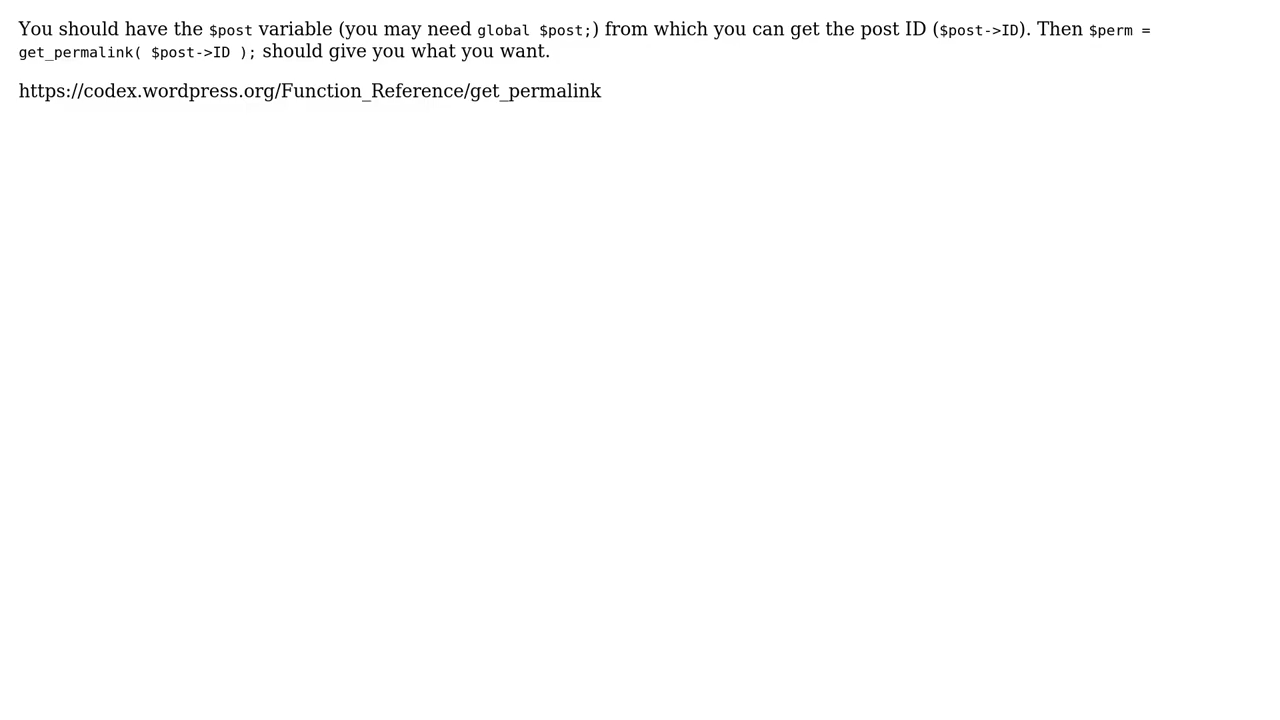 You should have the $post variable (you may need global $post;) from which you can get the post ID ($post->ID). Then $perm =
get_permalink( $post->ID ); should give you what you want.
https://codex.wordpress.org/Function_Reference/get_permalink